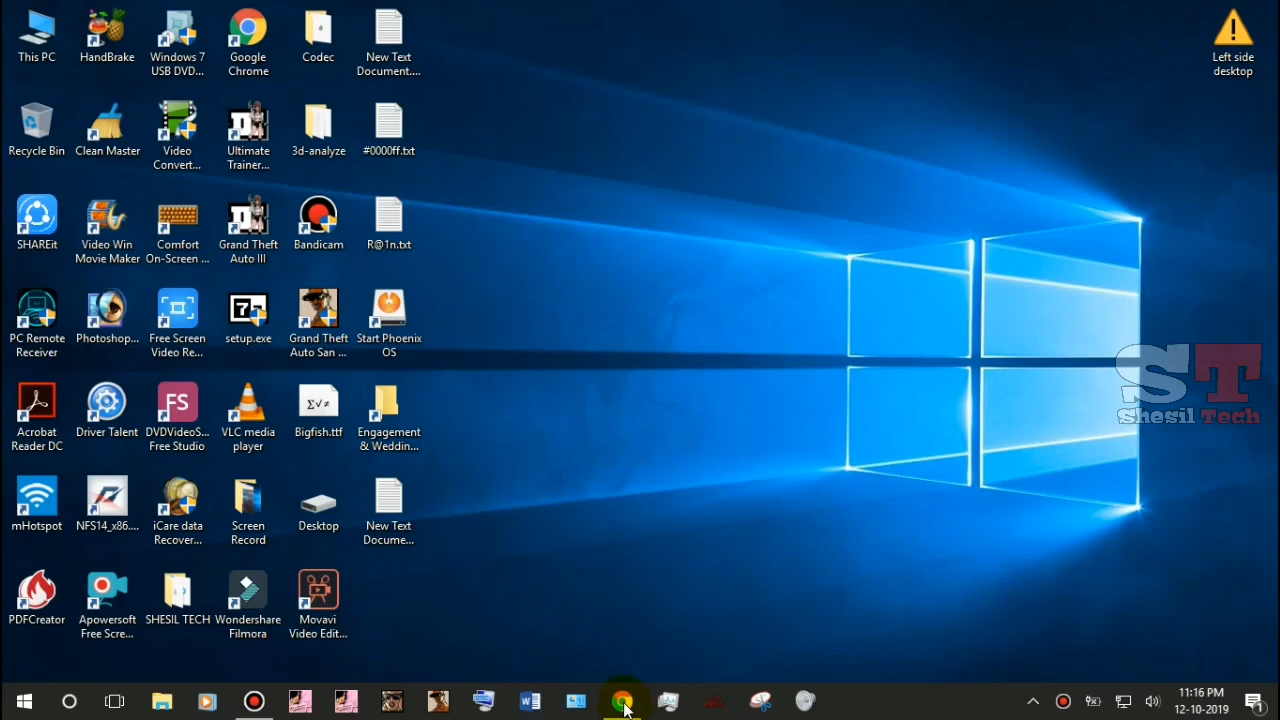 This PC
HandBrake
Windows 7
USB DVD...
Google
Chrome
Codec
New Text
Document....
Left side
desktop
Recycle Bin
Clean Master
Video
Convert...
Ultimate
Trainer...
3d-analyze
#0000ff.txt
SHAREit
Video Win
Movie Maker
Comfort
On-Screen ...
Grand Theft
Auto III
Bandicam
R@1n.txt
PC Remote
Receiver
Photoshop...
Free Screen
Video Re...
setup.exe
Grand Theft
Auto San ...
Start Phoenix
OS
ST
Shesil Tech
Acrobat
Reader DC
Driver Talent
FS
DVDVideoS...
Free Studio
VLC media
player
Bigfish.ttf
Engagement
& Weddin...
mHotspot
NFS14_x86....
iCare data
Recover...
Screen
Record
Desktop
New Text
Docume...
PDFCreator
Apowersoft
Free Scre...
SHESIL TECH
Wondershare
Filmora
Movavi
Video Edit...
11:16 PM
12-10-2019